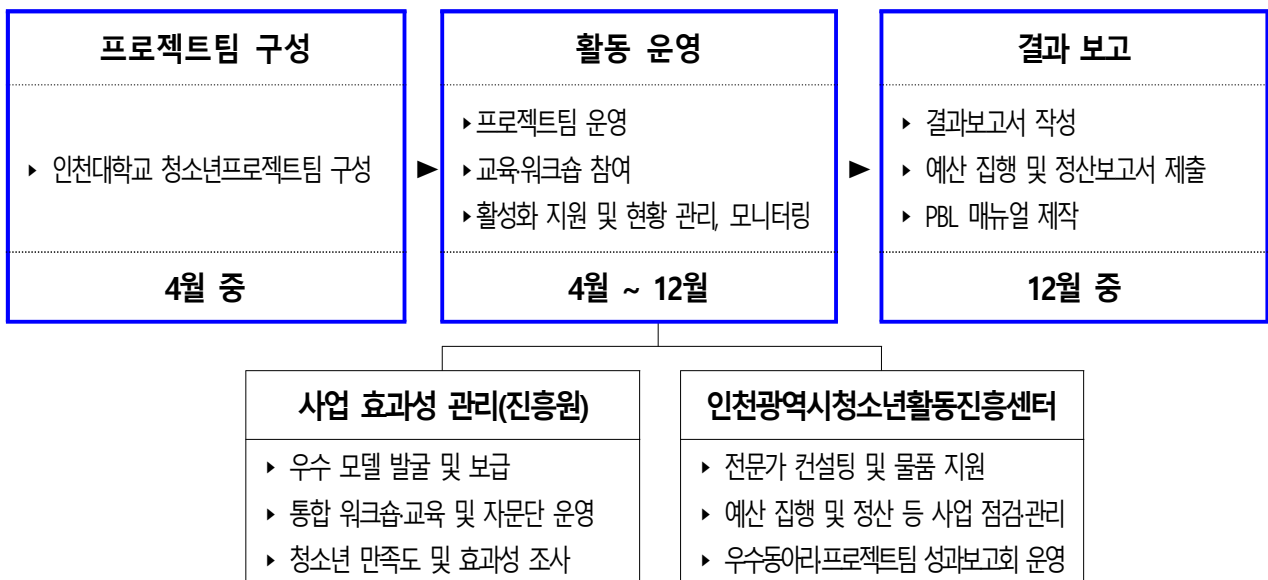 프로젝트팀 구성
▸ 인천대학교 청소년프로젝트팀 구성
4월 중
►
활동 운영
▸프로젝트팀 운영
▸교육·워크숍 참여
▸활성화 지원 및 현황 관리, 모니터링
4월 ~ 12월
►
결과 보고
▸ 결과보고서 작성
▸ 예산 집행 및 정산보고서 제출
▸ PBL 매뉴얼 제작
12월 중
사업 효과성 관리(진흥원)
▸ 우수 모델 발굴 및 보급
▸ 통합 워크숍·교육 및 자문단 운영
▸ 청소년 만족도 및 효과성 조사
인천광역시청소년활동진흥센터
▸ 전문가 컨설팅 및 물품 지원
▸ 예산 집행 및 정산 등 사업 점검·관리
▸ 우수동아리·프로젝트팀 성과보고회 운영